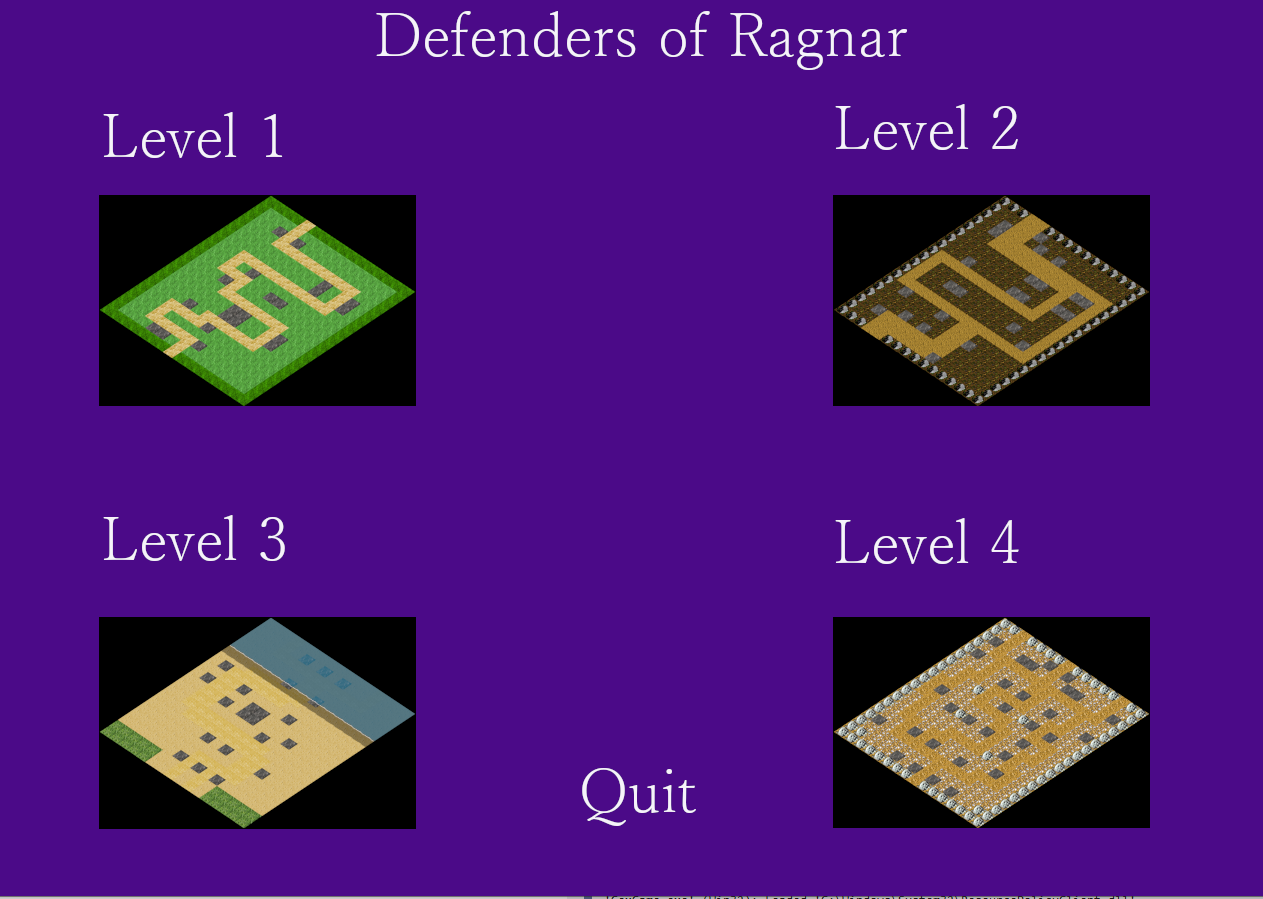 Defenders of Ragnar
Level 1
Level 2
Level 3
Level 4
Quit